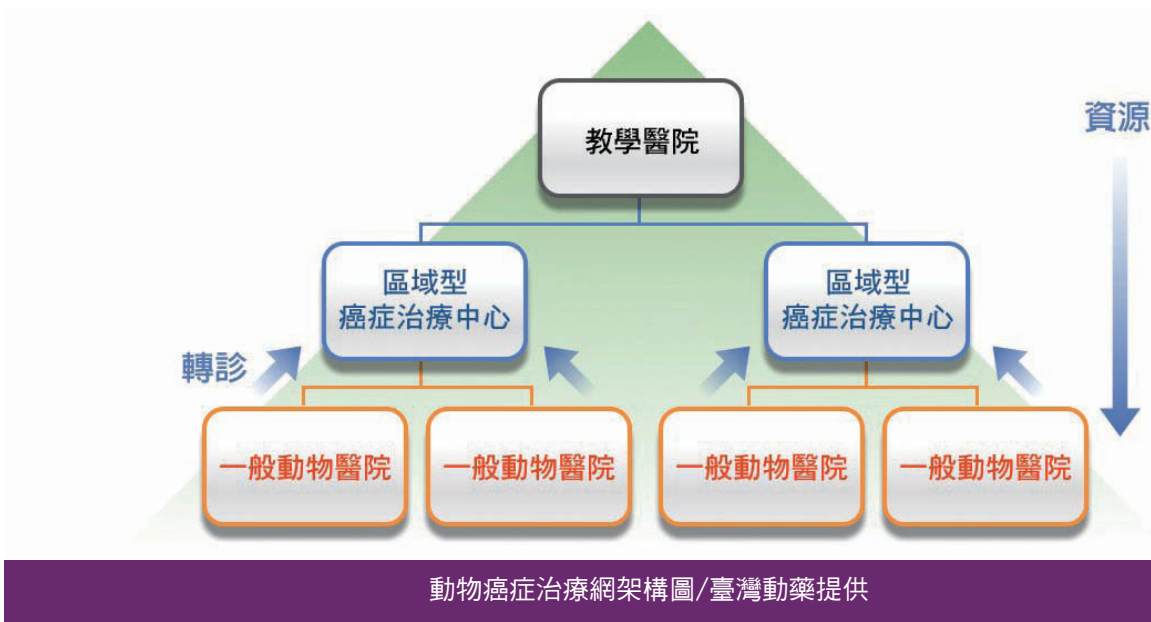 教學醫院
資源
區域型
癌症治療中心
區域型
癌症治療中心
轉診
一般動物醫院
一般動物醫院
一般動物醫院
一般動物醫院
動物癌症治療網架構圖/臺灣動藥提供